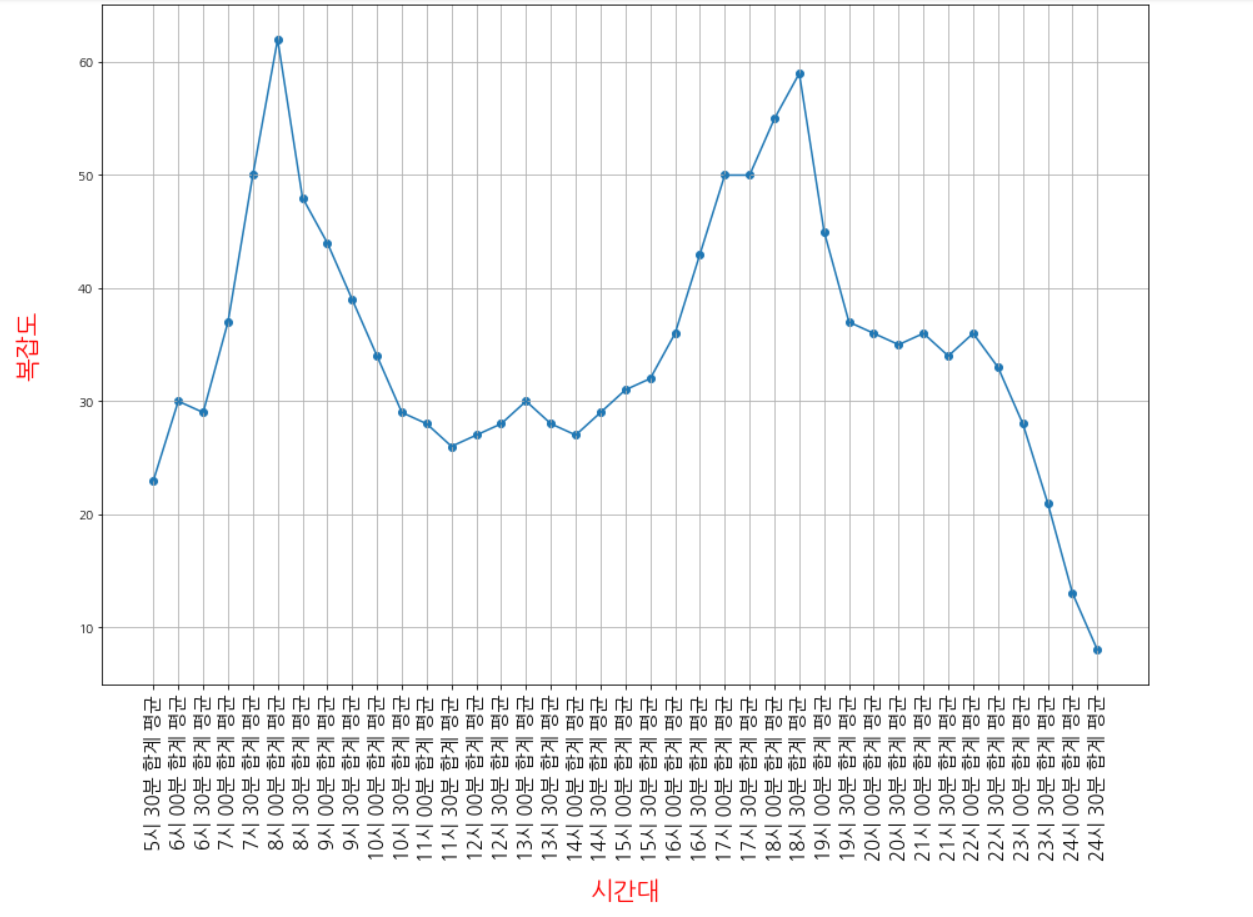 60
50
40
30
20
10
복잡도
5시 30분 합계 평균
6시 00분 합계 평균
6시 30분 합계 평균
7시 00분 합계 평균
7시 30분 합계 평균
8시 00분 합계 평균
8시 30분 합계 평균
9시 00분 합계 평균
9시 30분 합계 평균
10시 00분 합계 평균
10시 30분 합계 평균
11시 00분 합계 평균
11시 30분 합계 평균
12시 00분 합계 평균
12시 30분 합계 평균
13시 00분 합계 평균
13시 30분 합계 평균
14시 00분 합계 평균
14시 30분 합계 평균
15시 00분 합계 평균
15시 30분 합계 평균
16시 00분 합계 평균
16시 30분 합계 평균
17시 00분 합계 평균
17시 30분 합계 평균
18시 00분 합계 평균
18시 30분 합계 평균
19시 00분 합계 평균
19시 30분 합계 평균
20시 00분 합계 평균
20시 30분 합계 평균
21시 00분 합계 평균
21시 30분 합계 평균
22시 00분 합계 평균
22시 30분 합계 평균
23시 00분 합계 평균
23시 30분 합계 평균
24시 00분 합계 평균
24시 30분 합계 평균
시간대